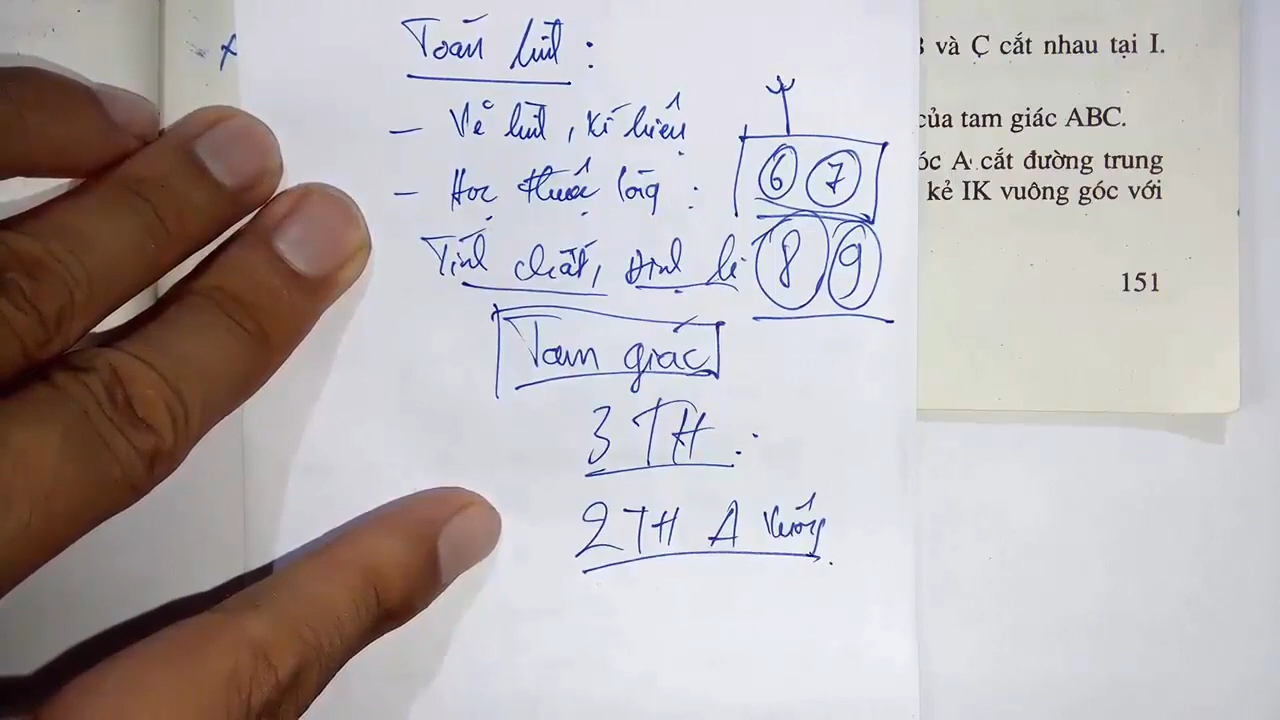 Toán hình :
- Vẽ hình, kí hiệu
- Học thuộc lòng : 6 7
Tính chất, định lí 8 9
Tam giác
3 TH :
2 TH Δ vuông.
x
B và C cắt nhau tại I.
của tam giác ABC.
óc A cắt đường trung
kẻ IK vuông góc với
151